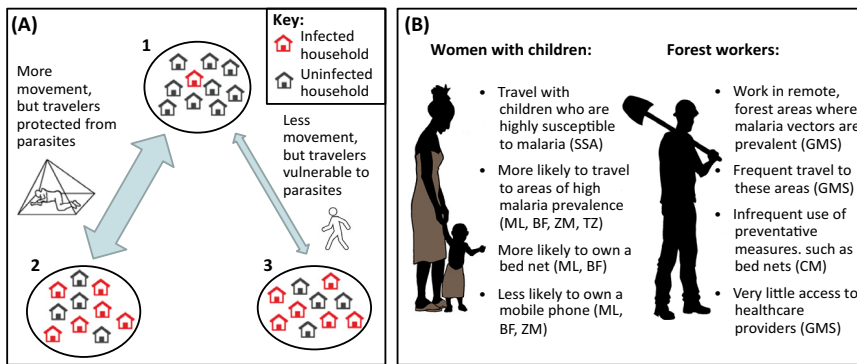 (A)
1
Key:
Infected
household
Uninfected
household
More
movement,
but travelers
protected from
parasites
Less
movement,
but travelers
vulnerable to
parasites
2
3
(B)
Women with children:
• Travel with
children who are
highly susceptible
to malaria (SSA)
• More likely to travel
to areas of high
malaria prevalence
(ML, BF, ZM, TZ)
• More likely to own a
bed net (ML, BF)
• Less likely to own a
mobile phone (ML,
BF, ZM)
Forest workers:
• Work in remote,
forest areas where
malaria vectors are
prevalent (GMS)
• Frequent travel to
these areas (GMS)
• Infrequent use of
preventative
measures. such as
bed nets (CM)
• Very little access to
healthcare
providers (GMS)